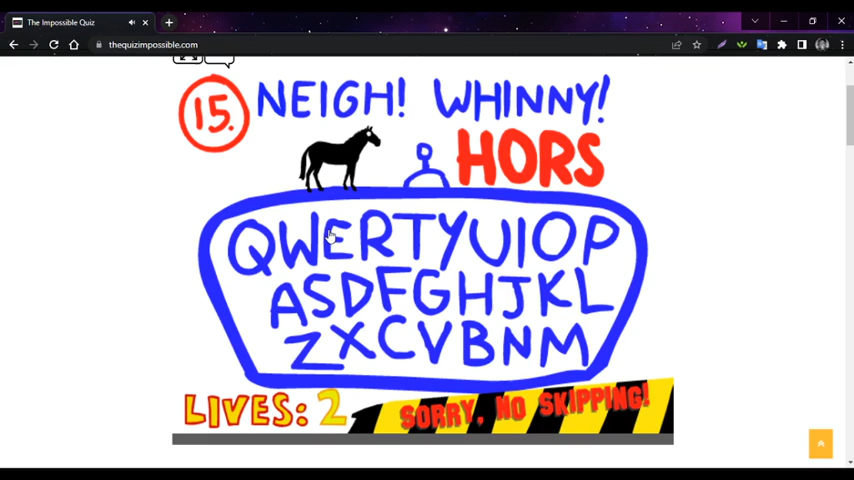 The Impossible Quiz
thequizimpossible.com
15.
NEIGH! WHINNY!
HORS
QWERTYUIOP
ASDFGHJKL
ZXCVBNM
LIVES: 2
SORRY, NO SKIPPING!